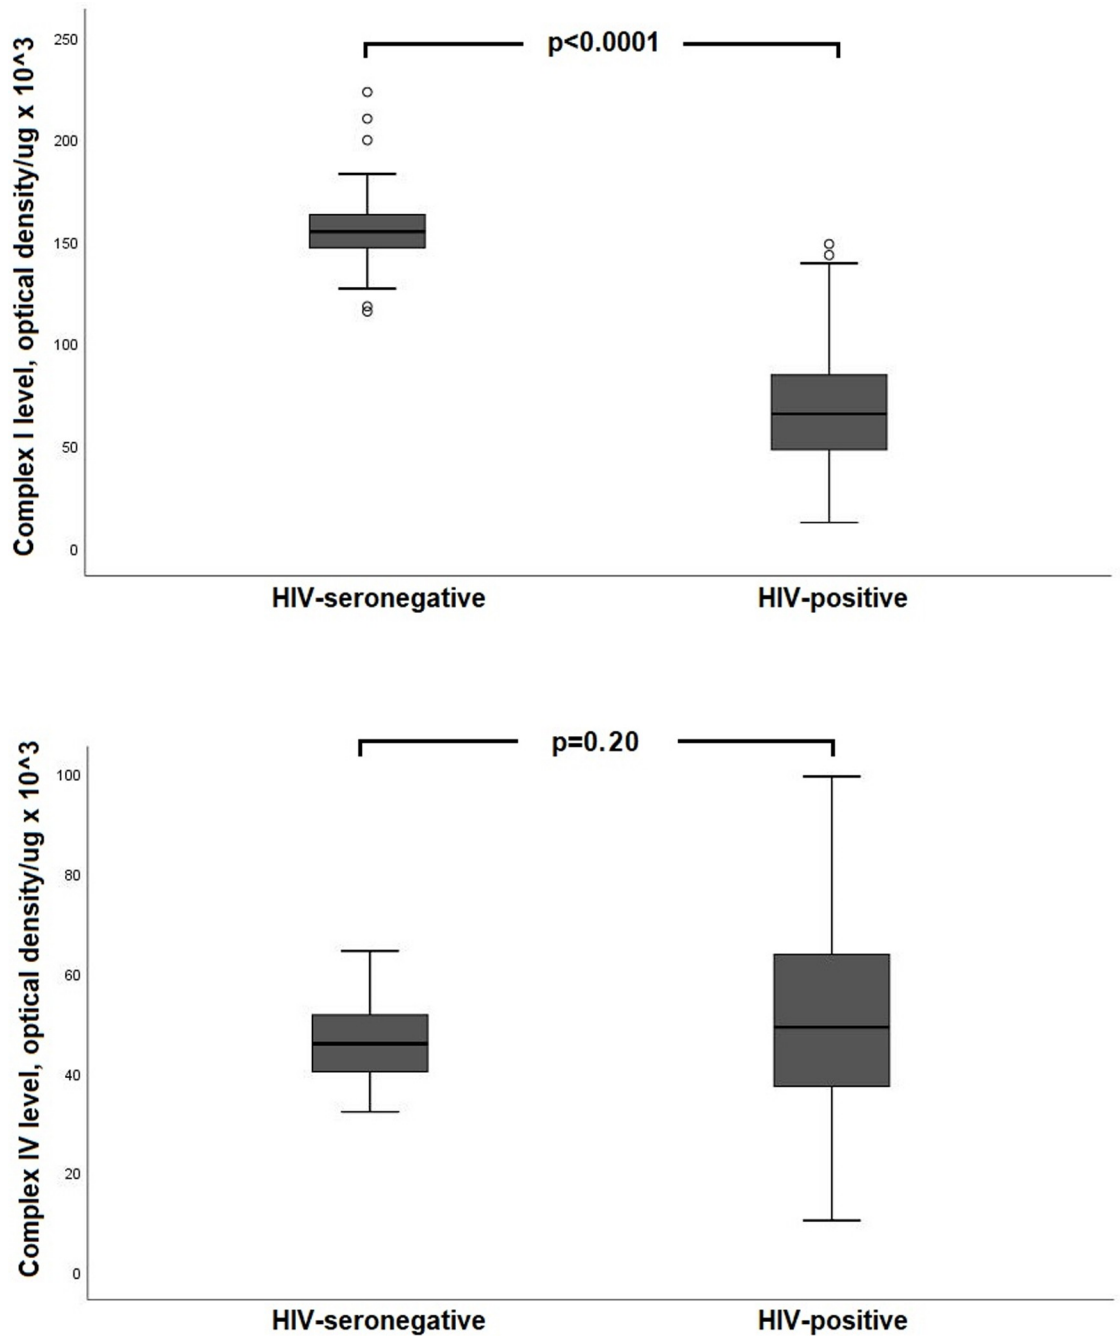 Complex I level, optical density/ug x 10^3
250
200
150
100
50
0
p<0.0001
HIV-seronegative
HIV-positive
Complex IV level, optical density/ug x 10^3
100
80
60
40
20
0
p=0.20
HIV-seronegative
HIV-positive